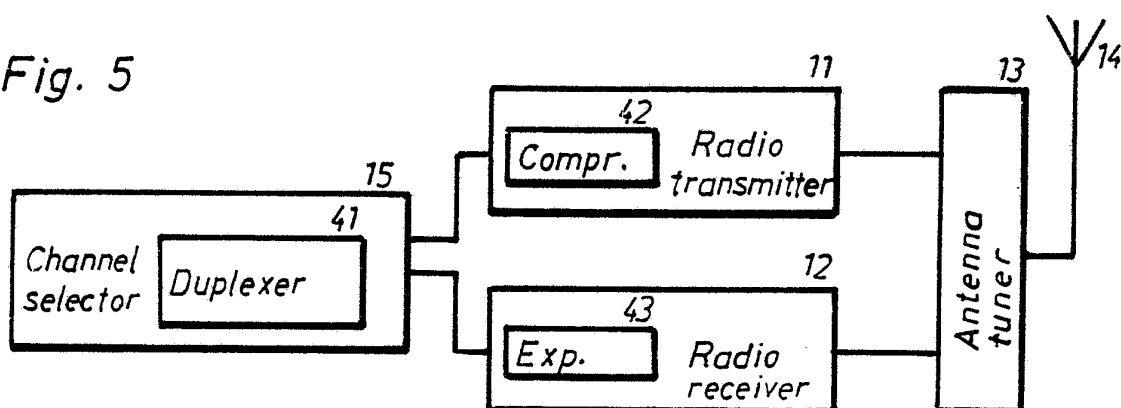 Fig. 5
14
13
11
42
Compr.
Radio
transmitter
15
41
Channel
selector
Duplexer
12
43
Exp.
Radio
receiver
Antenna
tuner